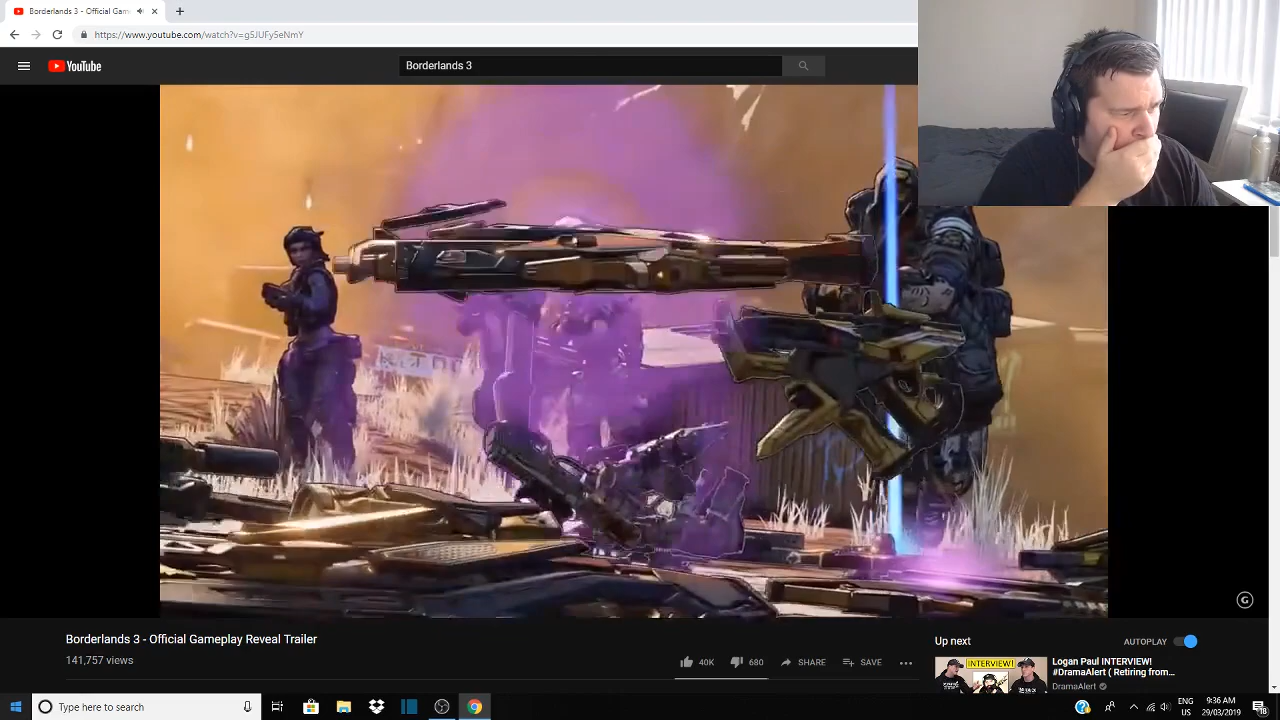 Borderlands 3 - Official Gam
https://www.youtube.com/watch?v=g5JUFy5eNmY
YouTube
Borderlands 3
G
Borderlands 3 - Official Gameplay Reveal Trailer
141,757 views
40K
680
SHARE
SAVE
Up next
AUTOPLAY
INTERVIEW!
Logan Paul INTERVIEW!
#DramaAlert ( Retiring from...
DramaAlert
Type here to search
ENG
US
9:36 AM
29/03/2019
18